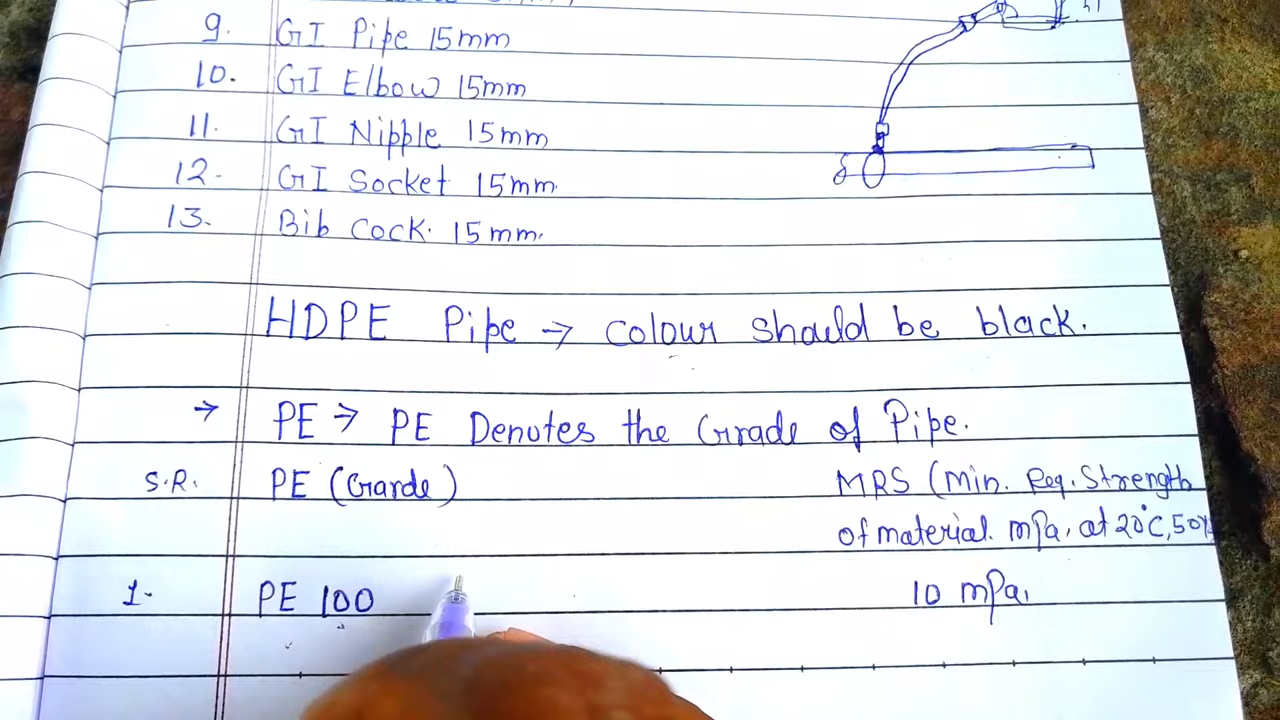 9. GI Pipe 15mm
10. GI Elbow 15mm
11. GI Nipple 15mm
12. GI Socket 15mm.
13. Bib Cock. 15mm.
HDPE Pipe → colour should be black.
→ PE → PE Denotes the Grade of Pipe.
S.R. PE (Garde) MRS (Min. Req. Strength
of material. mPa. at 20°C, 50
1. PE 100 10 mPa.